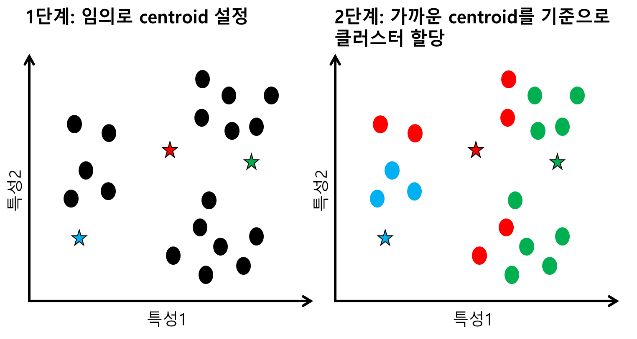 1단계: 임의로 centroid 설정
2단계: 가까운 centroid를 기준으로
클러스터 할당
특성2
특성1
특성2
특성1